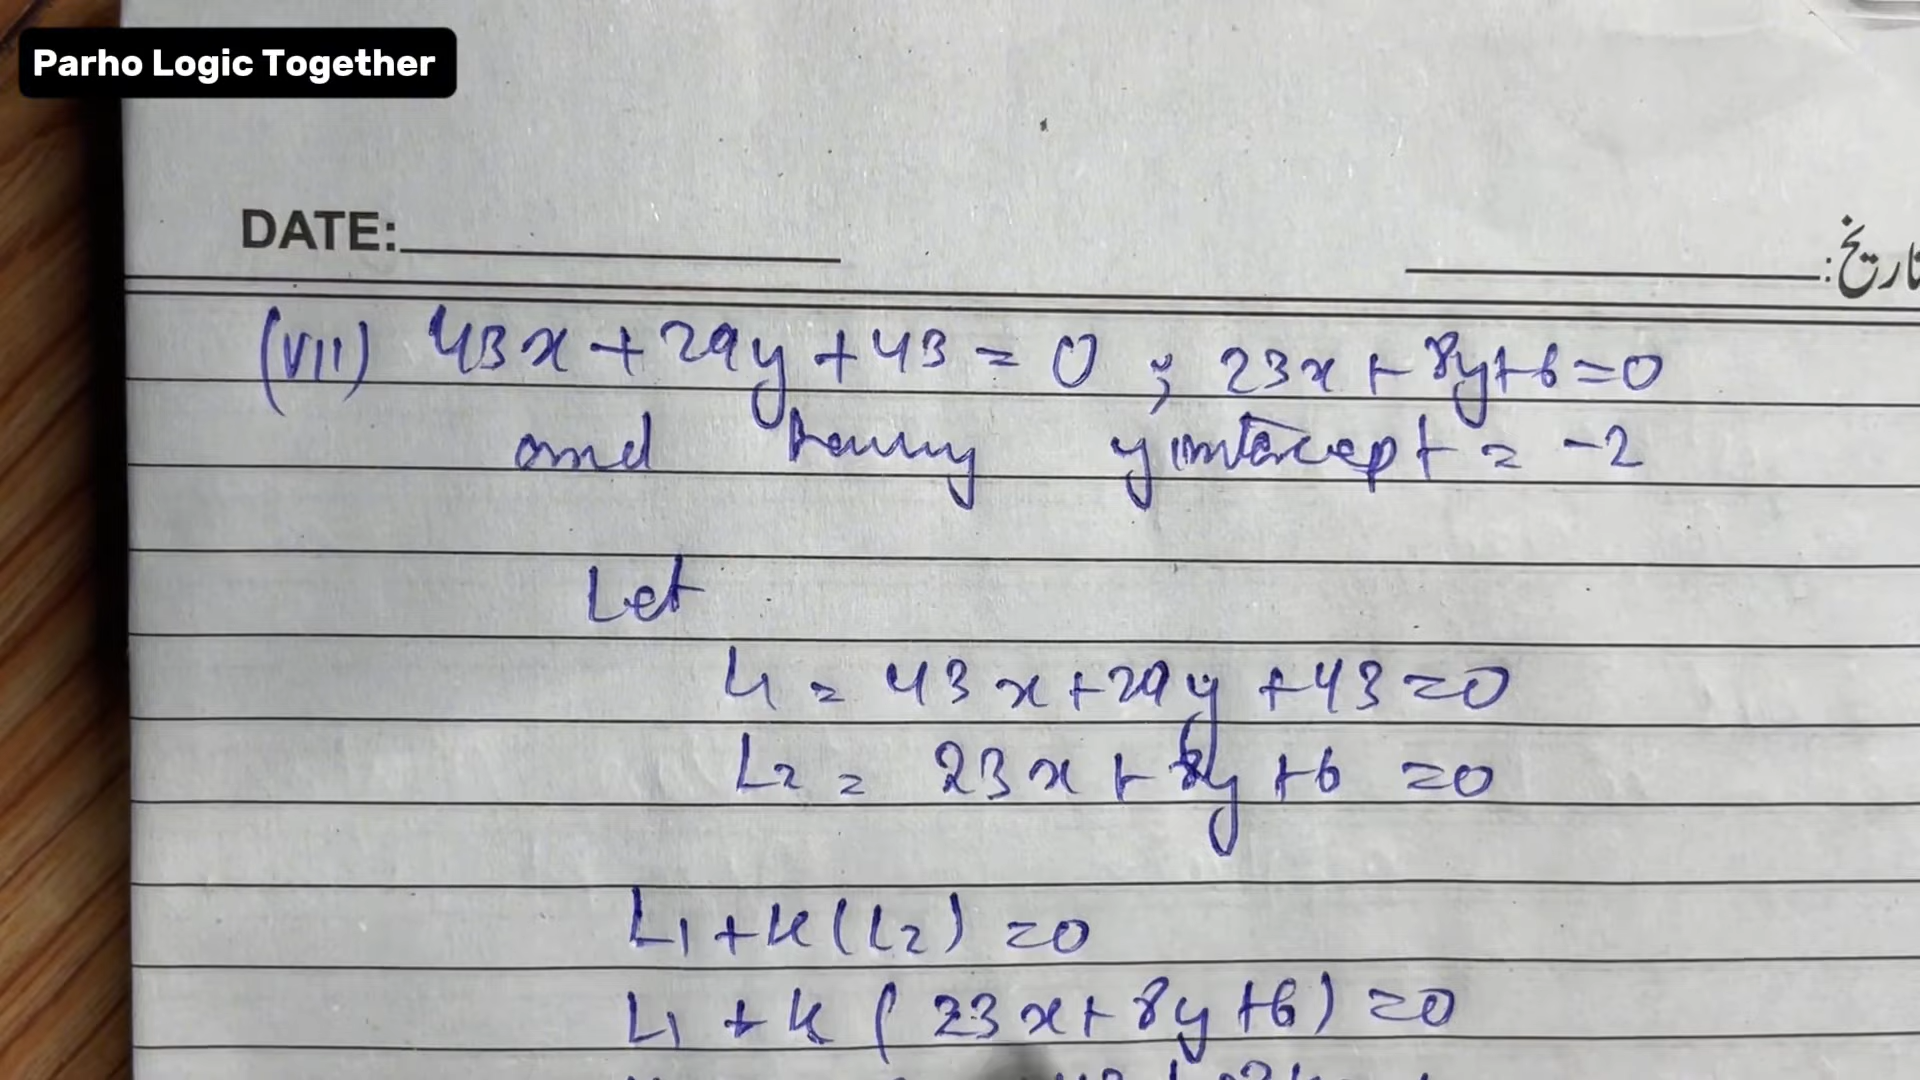 Parho Logic Together
DATE:
تاریخ:
(VII) 43x + 29y + 43 = 0 ; 23x + 8y + 6 = 0
and having y intercept = -2
Let
L1 = 43x + 29y + 43 = 0
L2 = 23x + 8y + 6 = 0
L1 + k (L2) = 0
L1 + k ( 23x + 8y + 6 ) = 0